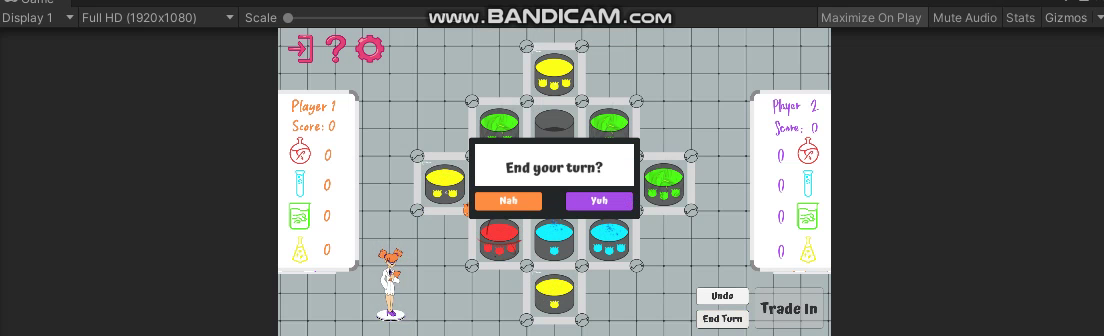 Game
Display 1 Full HD (1920x1080) Scale WWW.BANDICAM.COM Maximize On Play Mute Audio Stats Gizmos
?
Player 1
Score: 0
0
0
0
0
Player 2
Score: 0
0
0
0
0
End your turn?
Nah Yuh
Undo
End Turn
Trade In